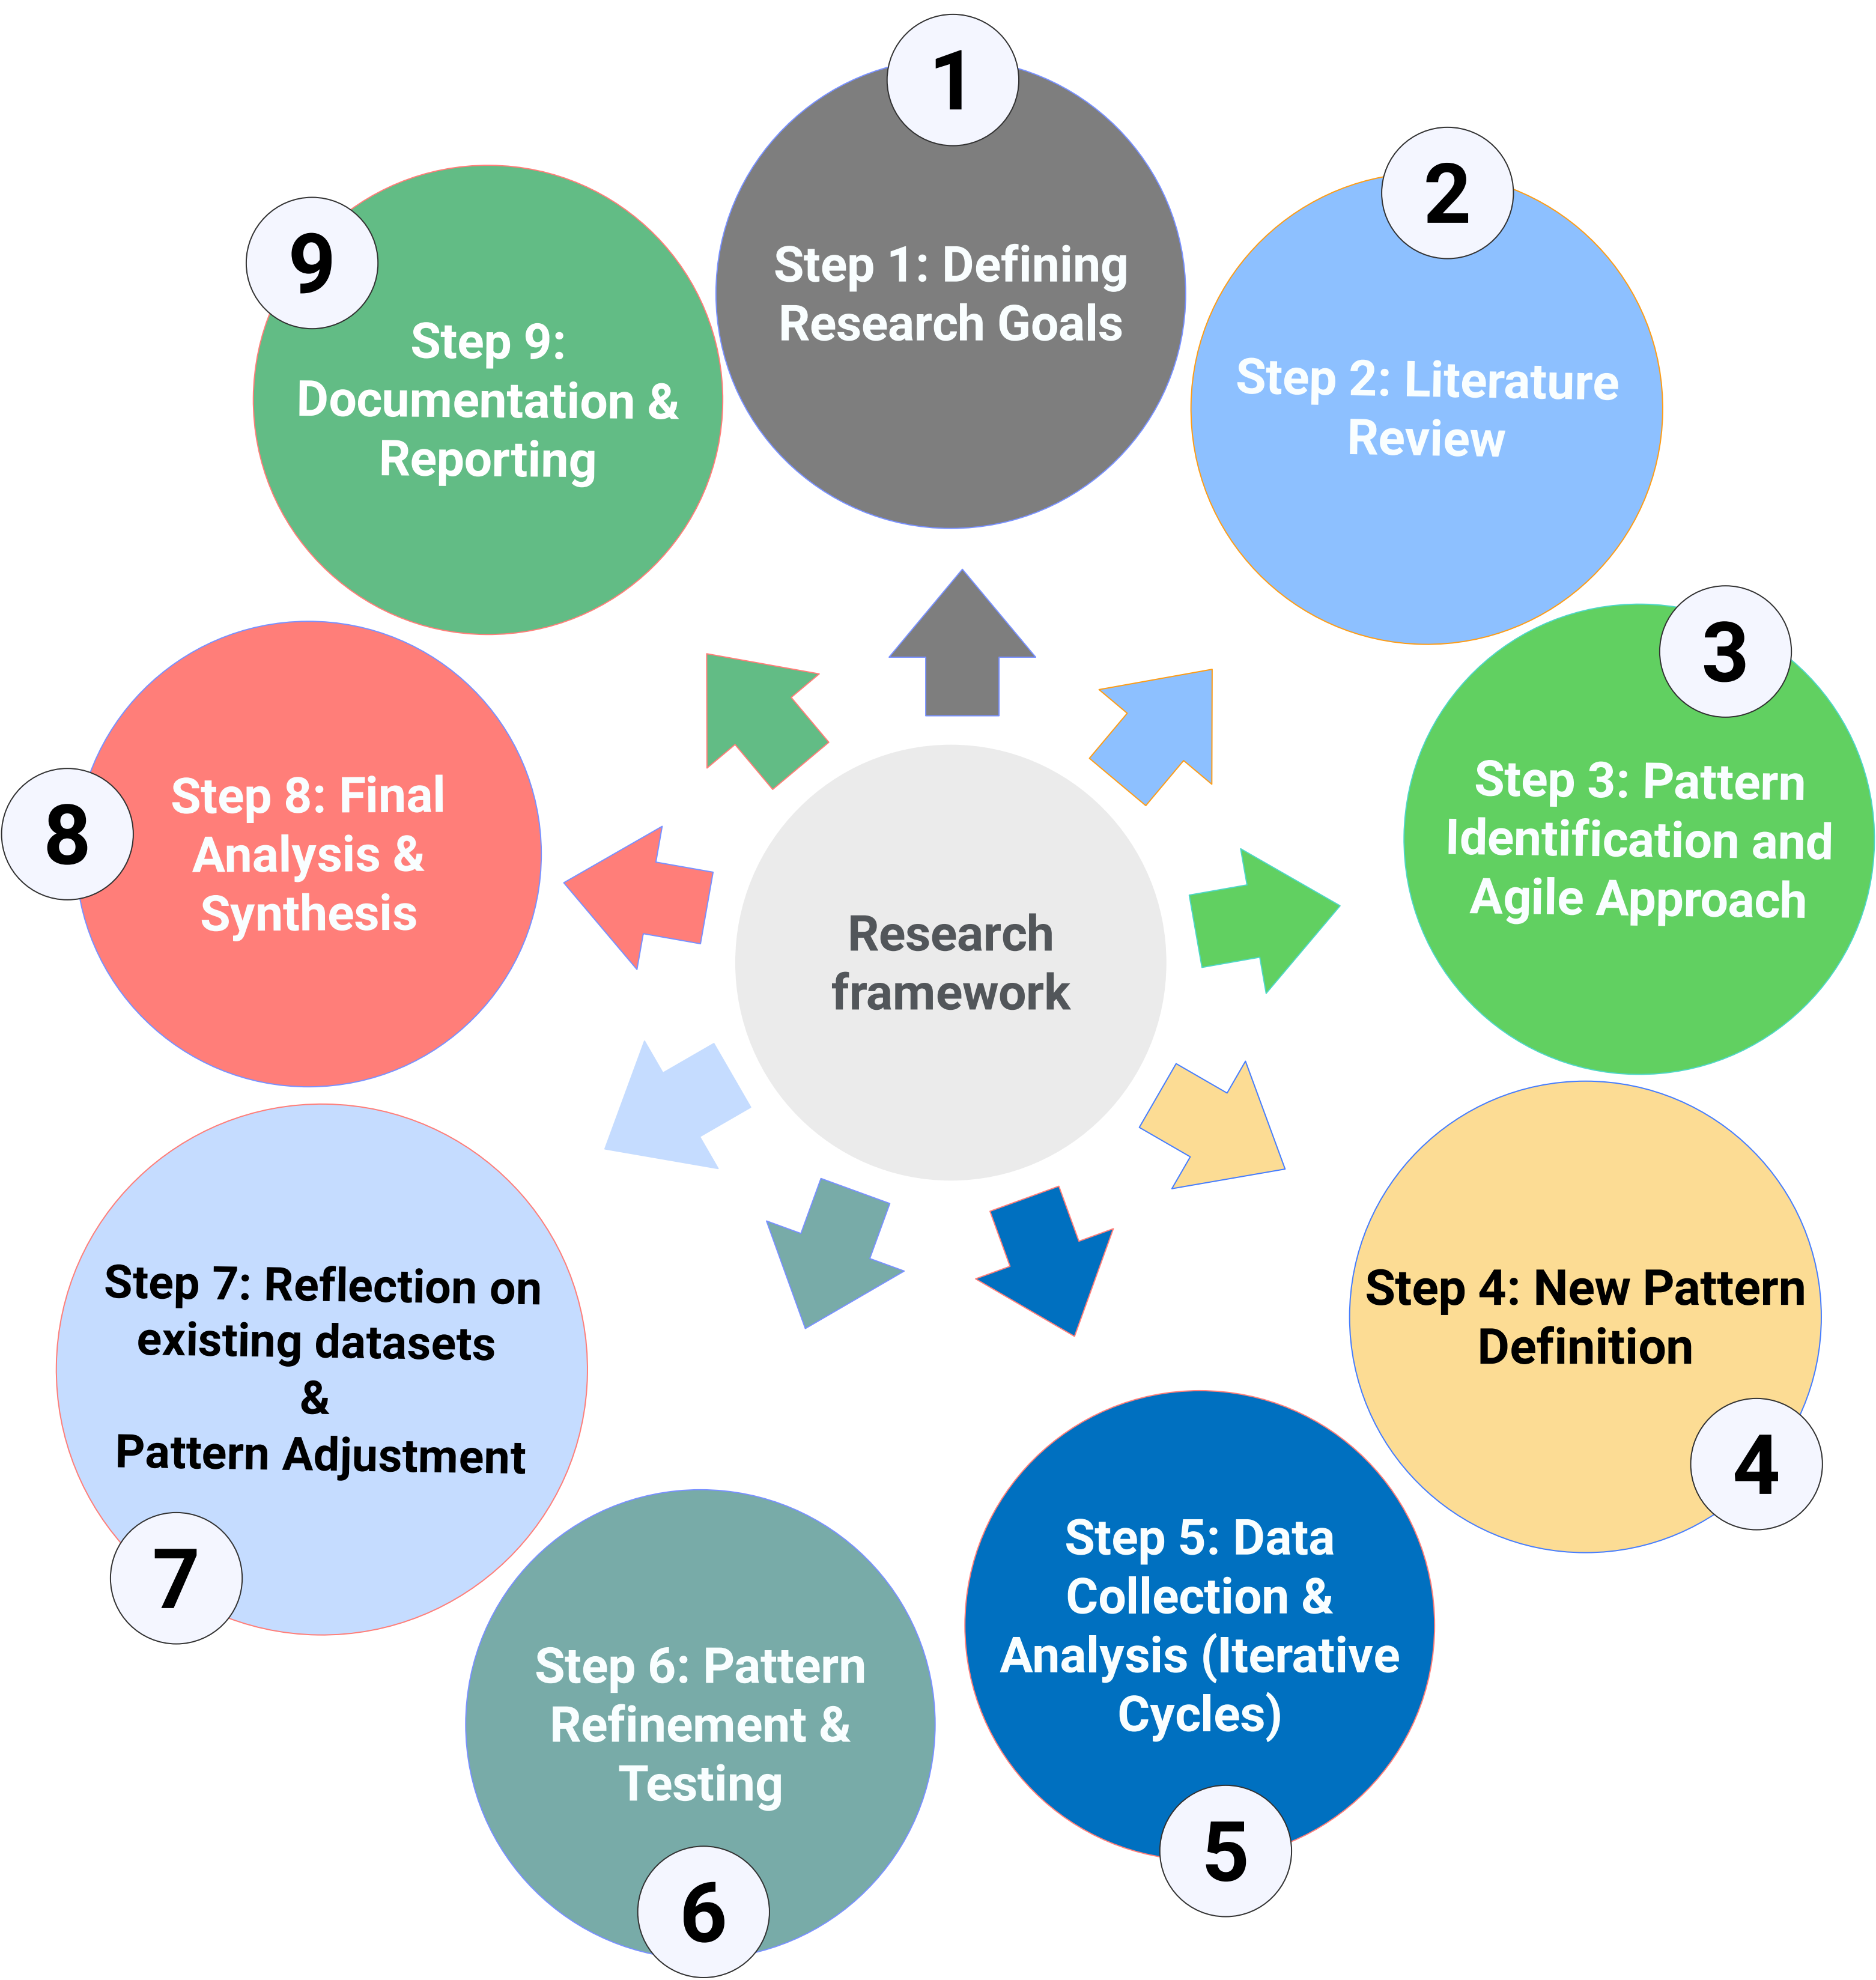 1
Step 1: Defining
Research Goals
2
Step 2: Literature
Review
3
Step 3: Pattern
Identification and
Agile Approach
4
Step 4: New Pattern
Definition
5
Step 5: Data
Collection &
Analysis (Iterative
Cycles)
6
Step 6: Pattern
Refinement &
Testing
7
Step 7: Reflection on
existing datasets
&
Pattern Adjustment
8
Step 8: Final
Analysis &
Synthesis
9
Step 9:
Documentation &
Reporting
Research
framework